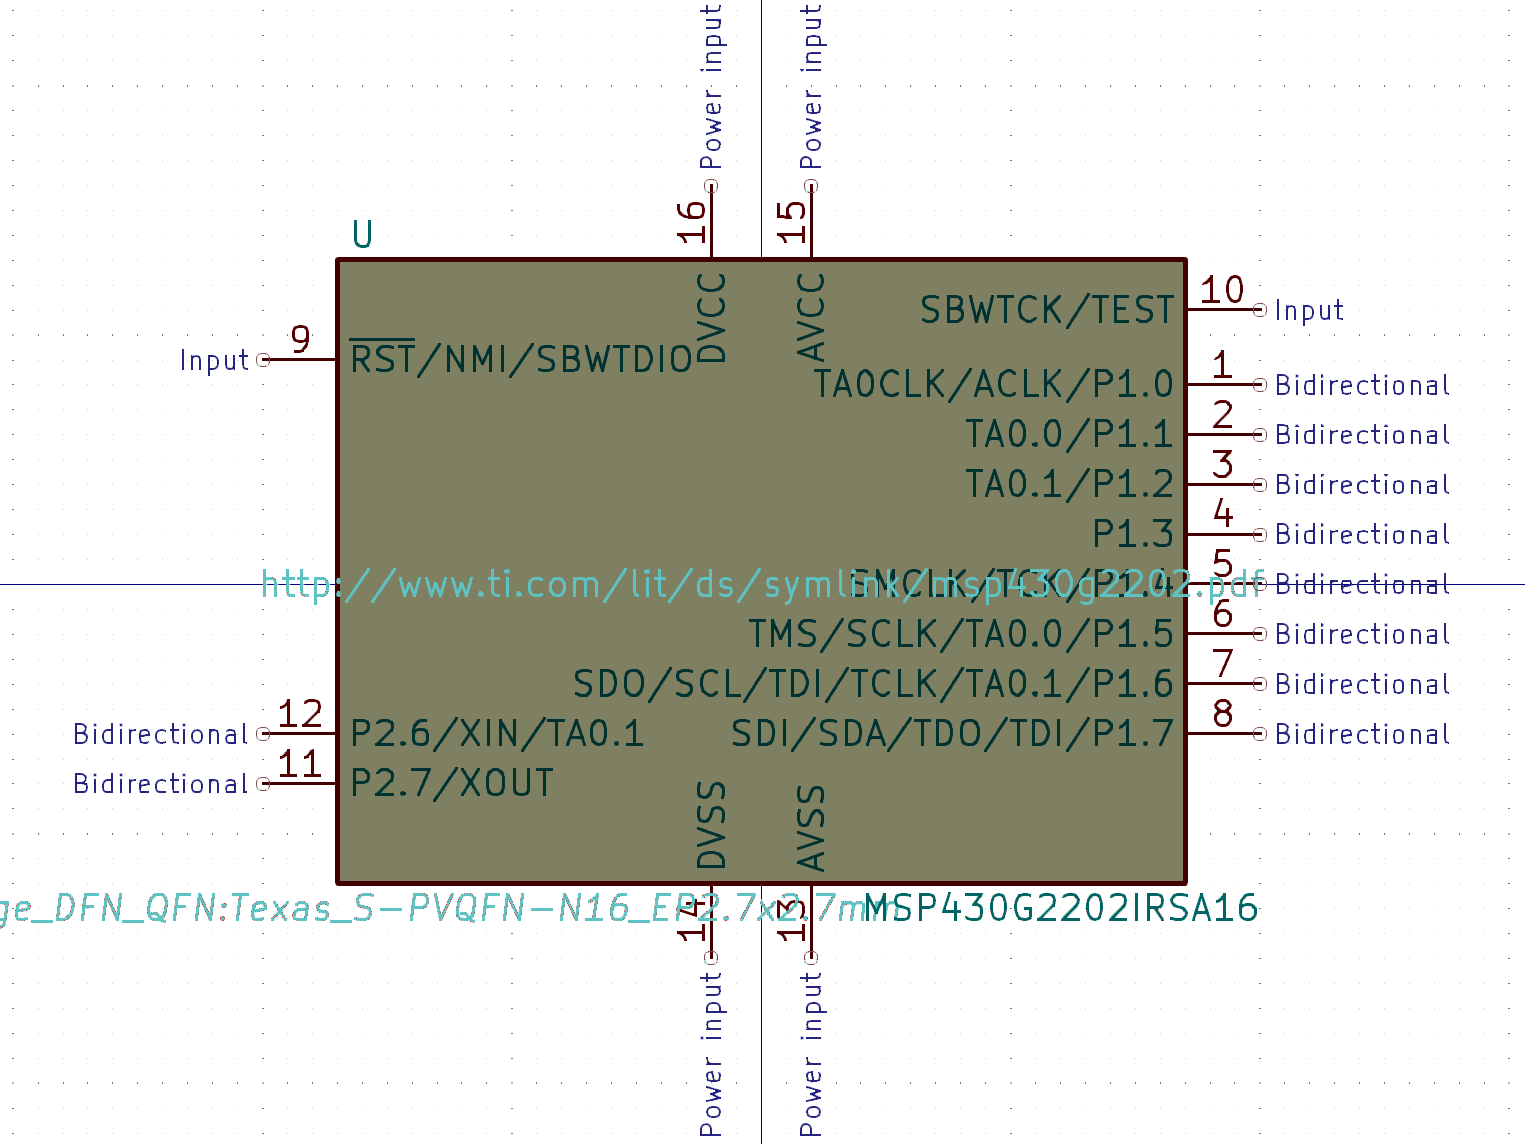 Power input
Power input
16
15
U
DVCC
AVCC
10
SBWTCK/TEST
Input
9
Input
RST/NMI/SBWTDIO
1
TA0CLK/ACLK/P1.0
Bidirectional
2
TA0.0/P1.1
Bidirectional
3
TA0.1/P1.2
Bidirectional
4
P1.3
Bidirectional
5
SMCLK/TCK/P1.4
Bidirectional
http://www.ti.com/lit/ds/symlink/msp430g2202.pdf
6
TMS/SCLK/TA0.0/P1.5
Bidirectional
7
SDO/SCL/TDI/TCLK/TA0.1/P1.6
Bidirectional
12
Bidirectional
P2.6/XIN/TA0.1
8
SDI/SDA/TDO/TDI/P1.7
Bidirectional
11
Bidirectional
P2.7/XOUT
DVSS
AVSS
ge_DFN_QFN:Texas_S-PVQFN-N16_EP2.7x2.7mm
MSP430G2202IRSA16
14
13
Power input
Power input